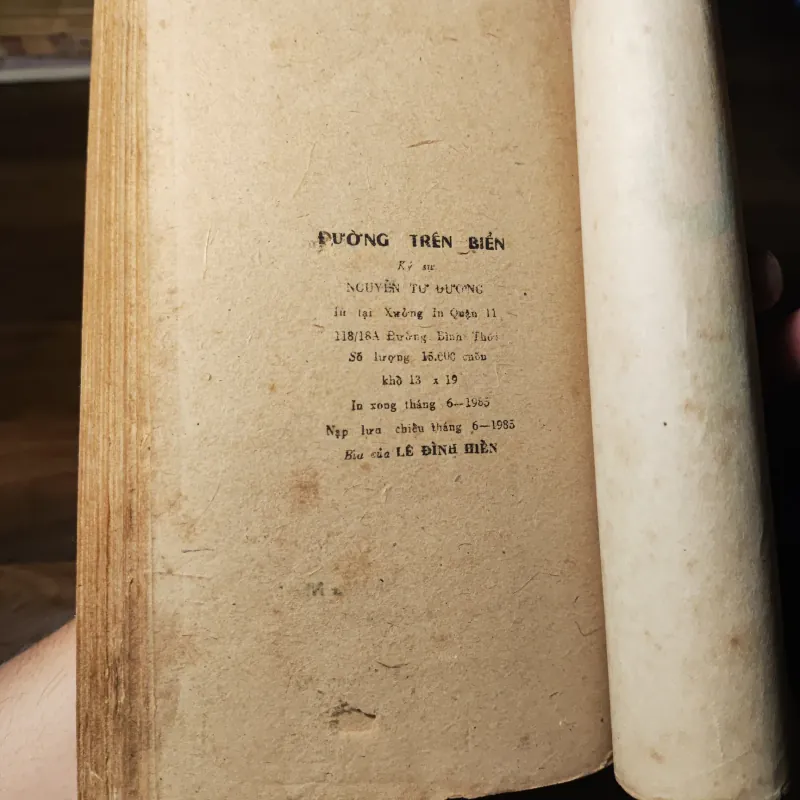 ĐƯỜNG TRÊN BIỂN
Ký sự
NGUYỄN TƯ ĐƯƠNG
In tại Xưởng In Quận 11
118/18A Đường Bình Thới
Số lượng cuốn
khổ 13 x 19
In xong tháng 6—1985
Nạp lưu chiểu tháng 6—1985
Bìa của LÊ ĐÌNH HIỀN